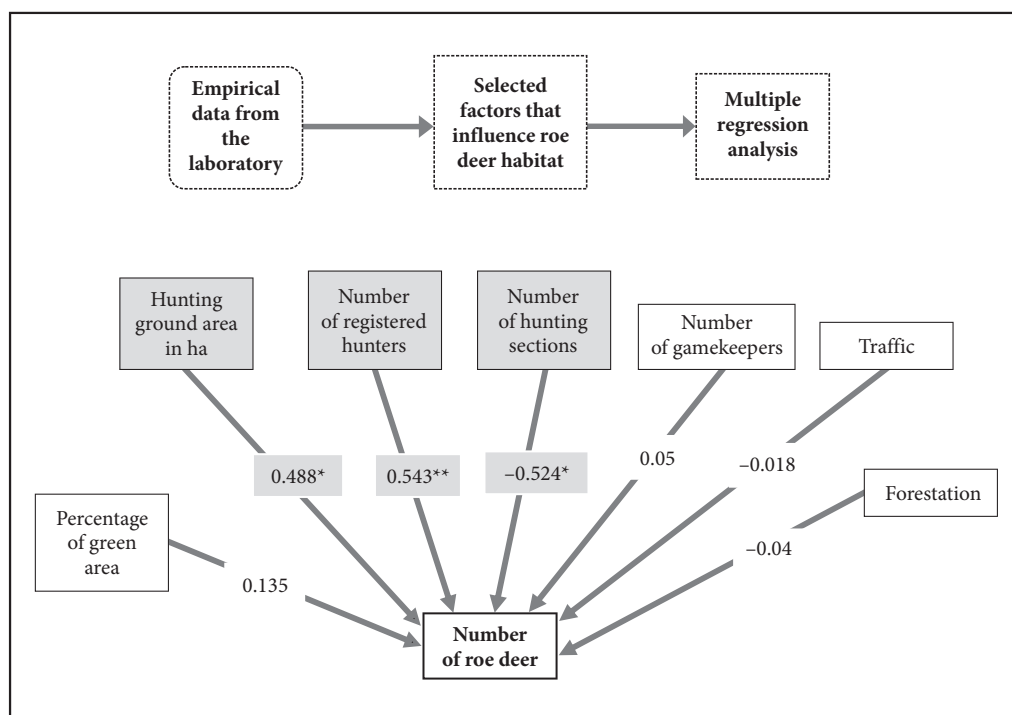 Empirical
data from
the
laboratory
Selected
factors that
influence roe
deer habitat
Multiple
regression
analysis
Hunting
ground area
in ha
Number
of registered
hunters
Number
of hunting
sections
Number
of gamekeepers
Traffic
0.488*
0.543**
–0.524*
0.05
–0.018
Forestation
Percentage
of green
area
0.135
–0.04
Number
of roe deer